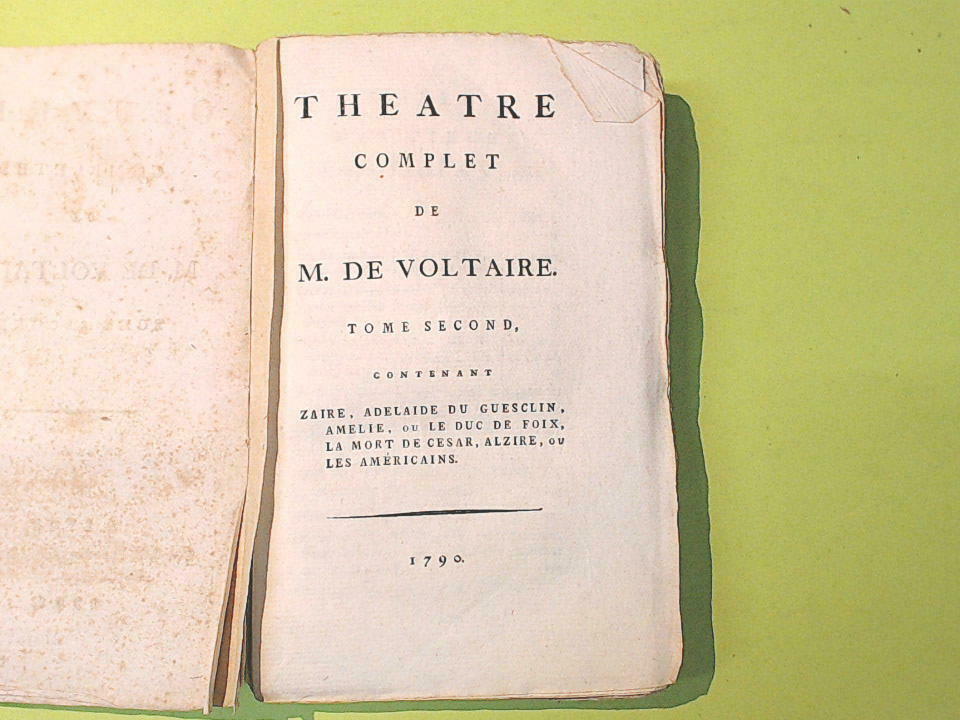 THEATRE
COMPLET
DE
M. DE VOLTAIRE.
TOME SECOND,
CONTENANT
ZAIRE, ADELAIDE DU GUESCLIN,
AMELIE, OU LE DUC DE FOIX,
LA MORT DE CESAR, ALZIRE, OU
LES AMÉRICAINS.
1790.